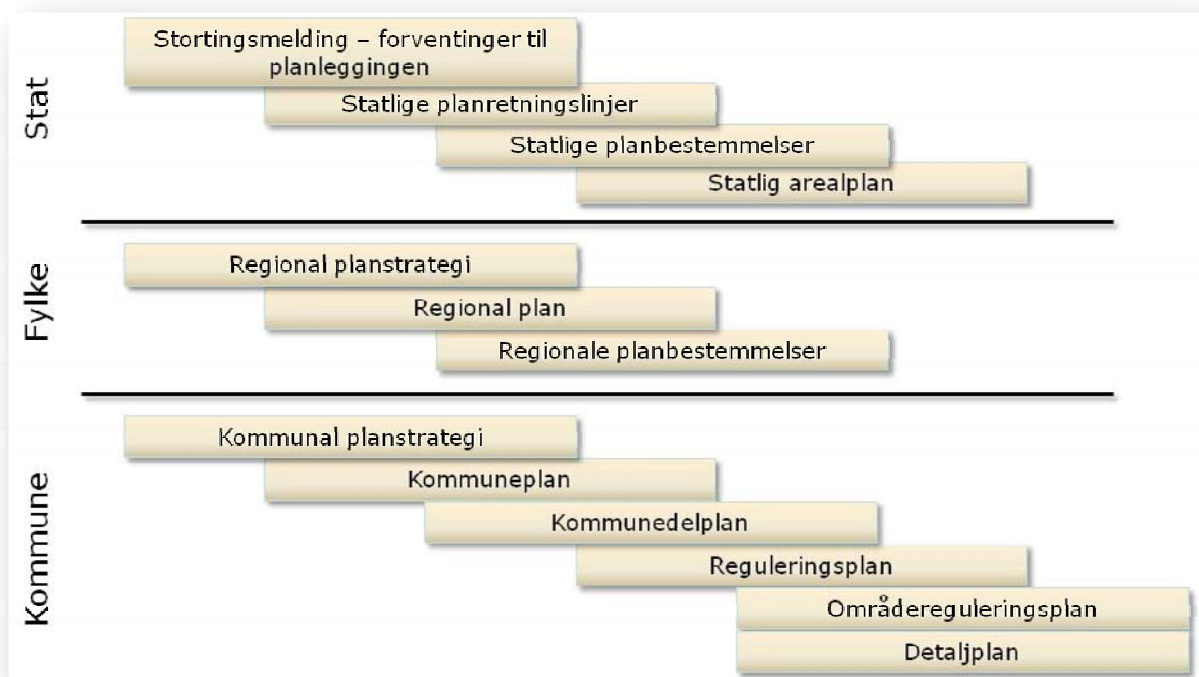 Stat
Stortingsmelding – forventinger til
planleggingen
Statlige planretningslinjer
Statlige planbestemmelser
Statlig arealplan
Fylke
Regional planstrategi
Regional plan
Regionale planbestemmelser
Kommune
Kommunal planstrategi
Kommuneplan
Kommunedelplan
Reguleringsplan
Områdereguleringsplan
Detaljplan